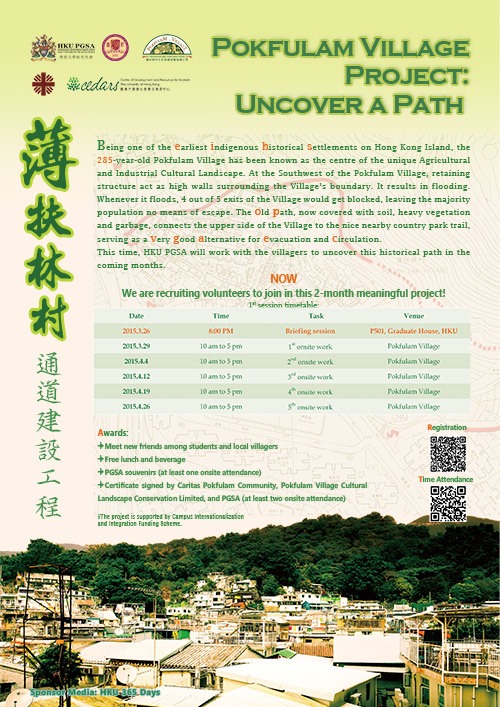 HKU PGSA
POKFULAM VILLAGE
cedars
Centre of Development and Resources for Students
The University of Hong Kong
POKFULAM VILLAGE
PROJECT:
UNCOVER A PATH
薄扶林村
通道建設工程
Being one of the earliest indigenous historical settlements on Hong Kong Island, the
285-year-old Pokfulam Village has been known as the centre of the unique Agricultural
and Industrial Cultural Landscape. At the Southwest of the Pokfulam Village, retaining
structure act as high walls surrounding the Village's boundary. It results in flooding.
Whenever it floods, 4 out of 5 exits of the Village would get blocked, leaving the majority
population no means of escape. The Old path, now covered with soil, heavy vegetation
and garbage, connects the upper side of the Village to the nice nearby country park trail,
serving as a very good alternative for evacuation and circulation.
This time, HKU PGSA will work with the villagers to uncover this historical path in the
coming months.
NOW
We are recruiting volunteers to join in this 2-month meaningful project!
1st session timetable
Date Time Task Venue
2015.3.26 8:00 PM Briefing session P501, Graduate House, HKU
2015.3.29 10 am to 5 pm 1st onsite work Pokfulam Village
2015.4.4 10 am to 5 pm 2nd onsite work Pokfulam Village
2015.4.12 10 am to 5 pm 3rd onsite work Pokfulam Village
2015.4.19 10 am to 5 pm 4th onsite work Pokfulam Village
2015.4.26 10 am to 5 pm 5th onsite work Pokfulam Village
Awards:
Meet new friends among students and local villagers
Free lunch and beverage
PGSA souvenirs (at least one onsite attendance)
Certificate signed by Caritas Pokfulam Community, Pokfulam Village Cultural
Landscape Conservation Limited, and PGSA (at least two onsite attendance)
#The project is supported by Campus Internationalization
and Integration Funding Scheme.
Registration
Time Attendance
Sponsor Media: HKU 365 Days